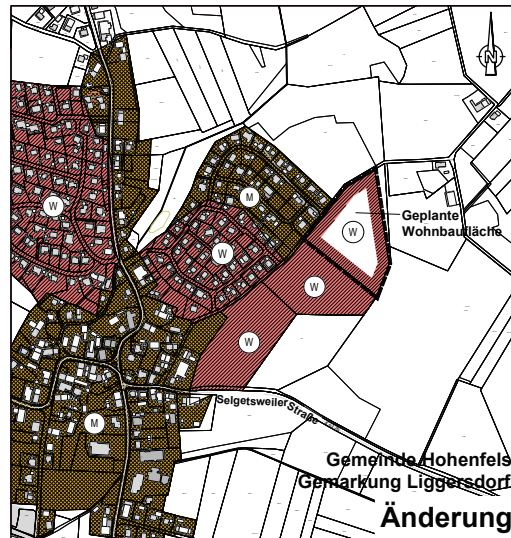 N
W
M
W
W
Geplante
Wohnbaufläche
W
W
Selgetsweiler Straße
M
Gemeinde Hohenfels
Gemarkung Liggersdorf
Änderung